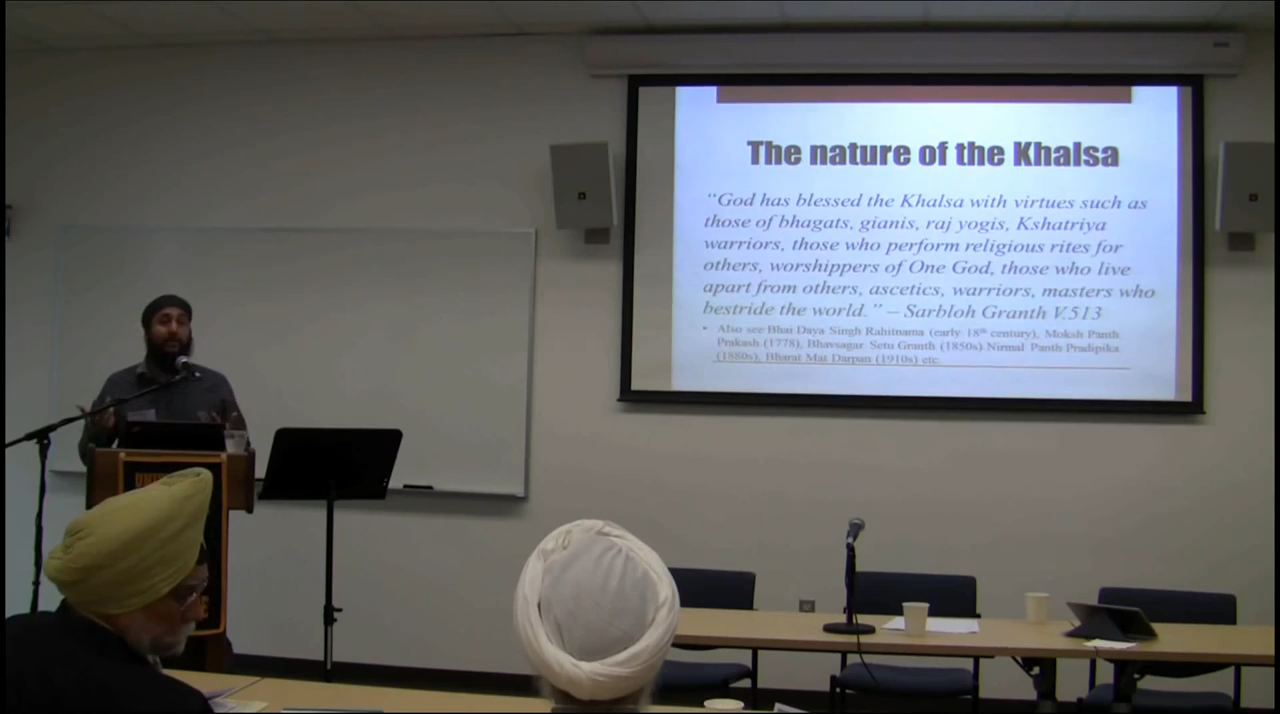 The nature of the Khalsa
“God has blessed the Khalsa with virtues such as
those of bhagats, gianis, raj yogis, Kshatriya
warriors, those who perform religious rites for
others, worshippers of One God, those who live
apart from others, ascetics, warriors, masters who
bestride the world.” – Sarbloh Granth V.513
• Also see Bhai Daya Singh Rahitnama (early 18th century), Moksh Panth
Prakash (1778), Bhavsagar Setu Granth (1850s) Nirmal Panth Pradipika
(1880s), Bharat Mat Darpan (1910s) etc.